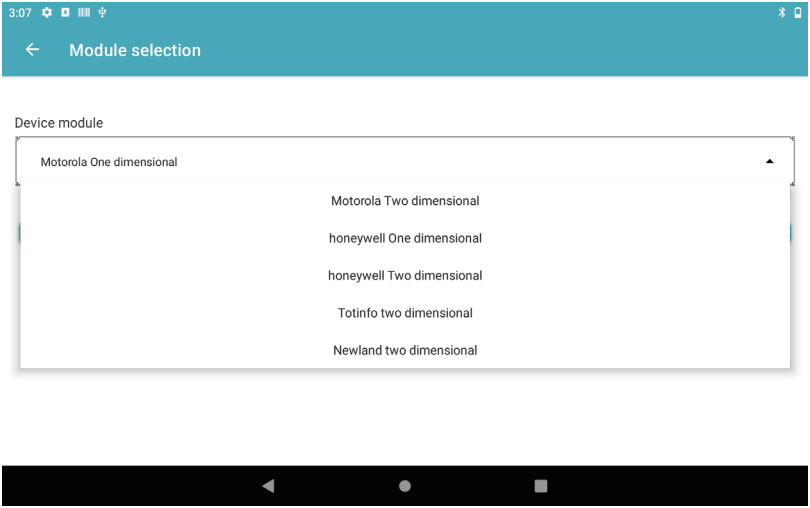 3:07
Module selection
Device module
Motorola One dimensional
Motorola Two dimensional
honeywell One dimensional
honeywell Two dimensional
Totinfo two dimensional
Newland two dimensional